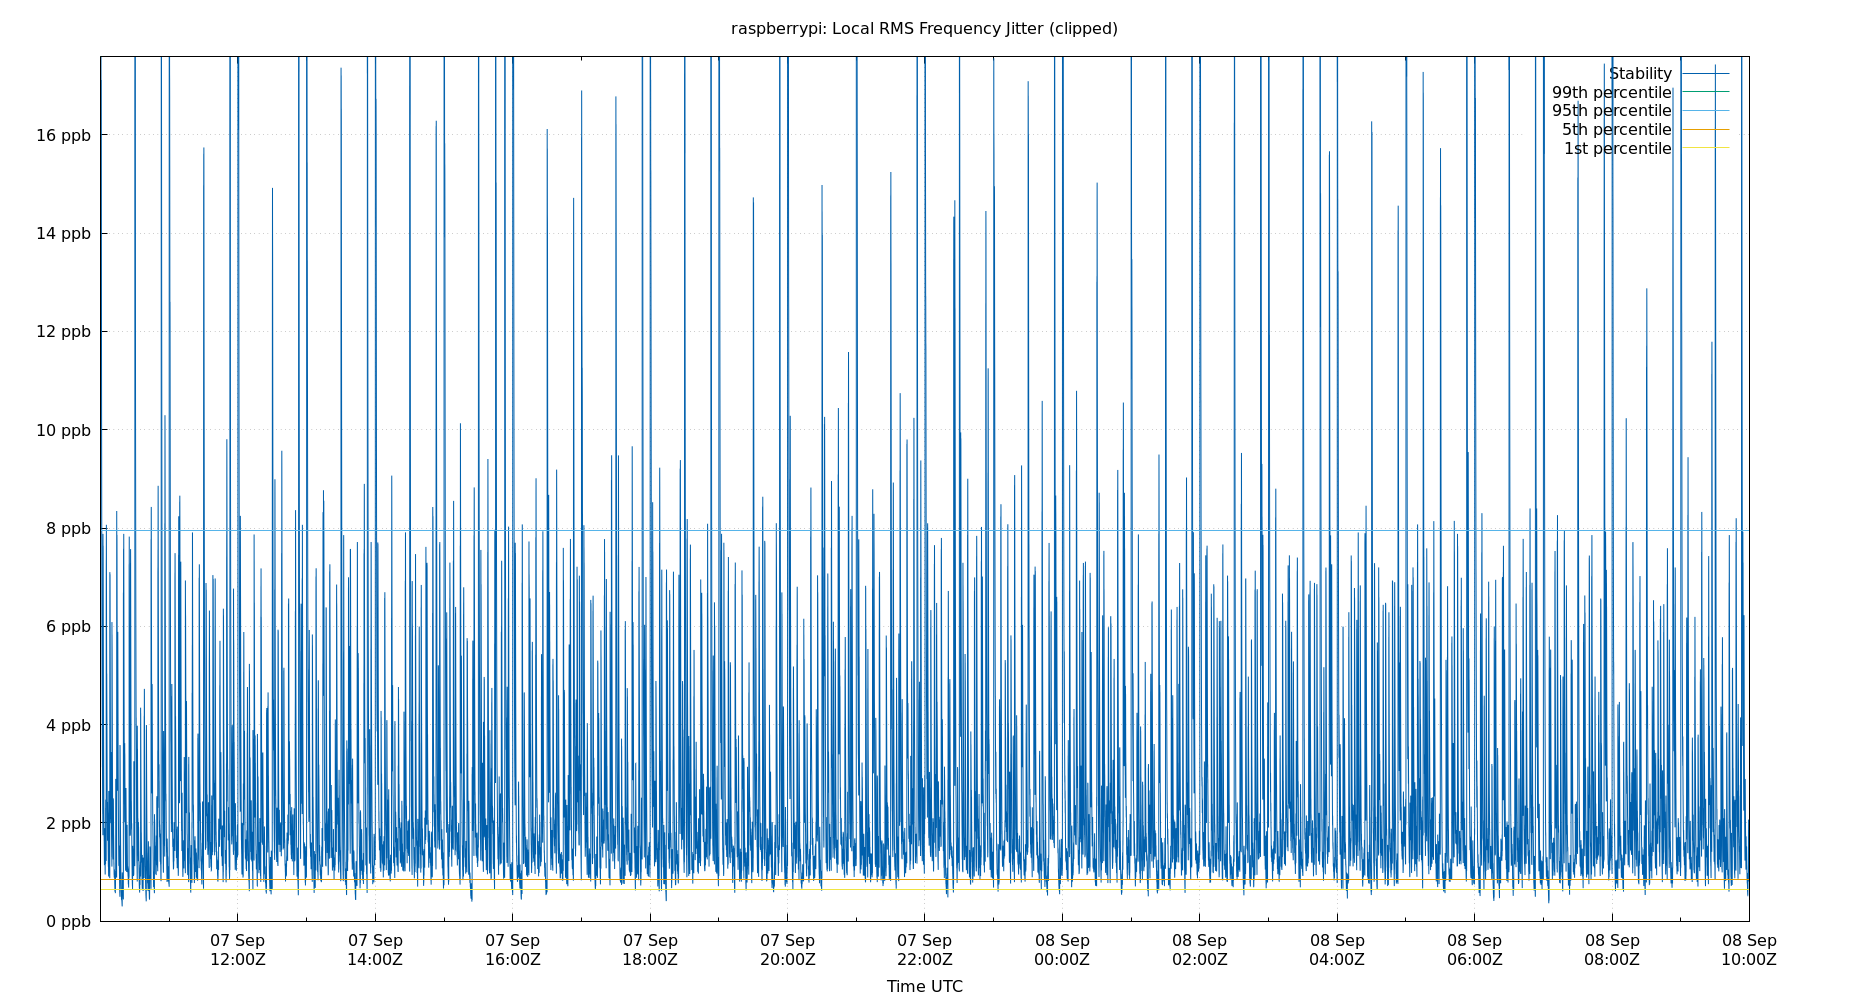 raspberrypi: Local RMS Frequency Jitter (clipped)
Stability
99th percentile
95th percentile
5th percentile
1st percentile
16 ppb
14 ppb
12 ppb
10 ppb
8 ppb
6 ppb
4 ppb
2 ppb
0 ppb
07 Sep 07 Sep 07 Sep 07 Sep 07 Sep 07 Sep 08 Sep 08 Sep 08 Sep 08 Sep 08 Sep 08 Sep
12:00Z 14:00Z 16:00Z 18:00Z 20:00Z 22:00Z 00:00Z 02:00Z 04:00Z 06:00Z 08:00Z 10:00Z
Time UTC